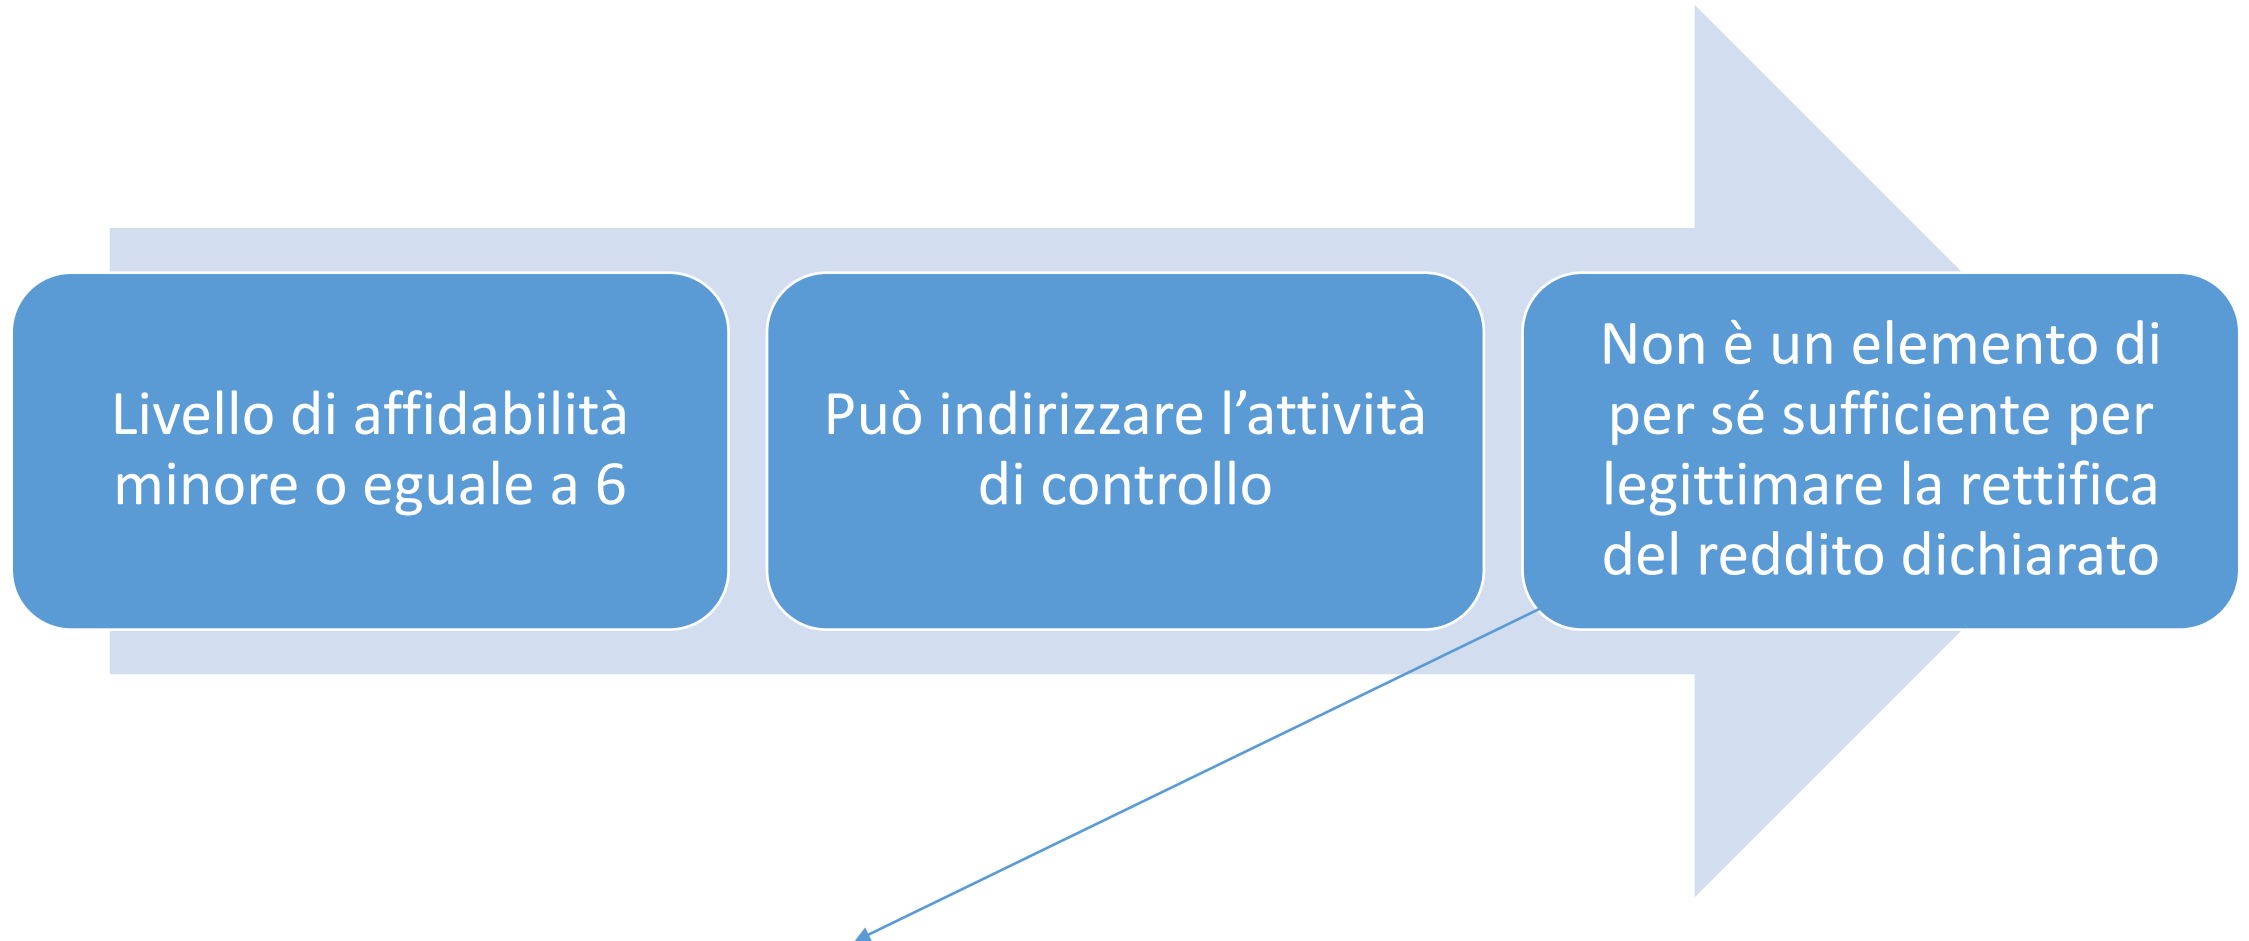 Livello di affidabilità
minore o eguale a 6
Può indirizzare l’attività
di controllo
Non è un elemento di
per sé sufficiente per
legittimare la rettifica
del reddito dichiarato